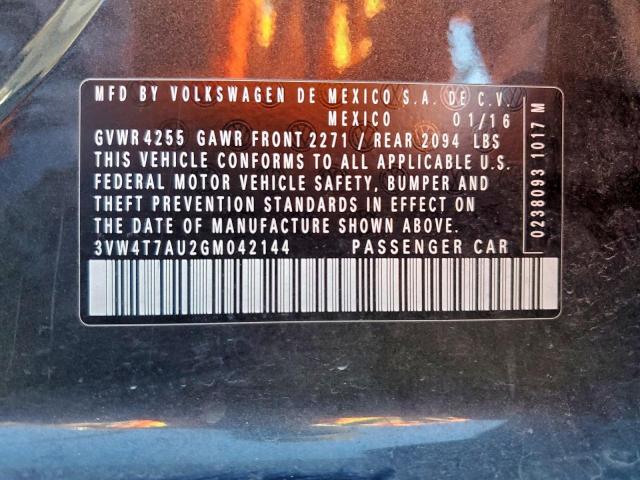 MFD BY VOLKSWAGEN DE MEXICO S.A. DE C.V.
MEXICO 01/16
GVWR 4255 GAWR FRONT 2271 / REAR 2094 LBS
THIS VEHICLE CONFORMS TO ALL APPLICABLE U.S.
FEDERAL MOTOR VEHICLE SAFETY, BUMPER AND
THEFT PREVENTION STANDARDS IN EFFECT ON
THE DATE OF MANUFACTURE SHOWN ABOVE.
3VW4T7AU2GM042144 PASSENGER CAR
0238093 1017 M